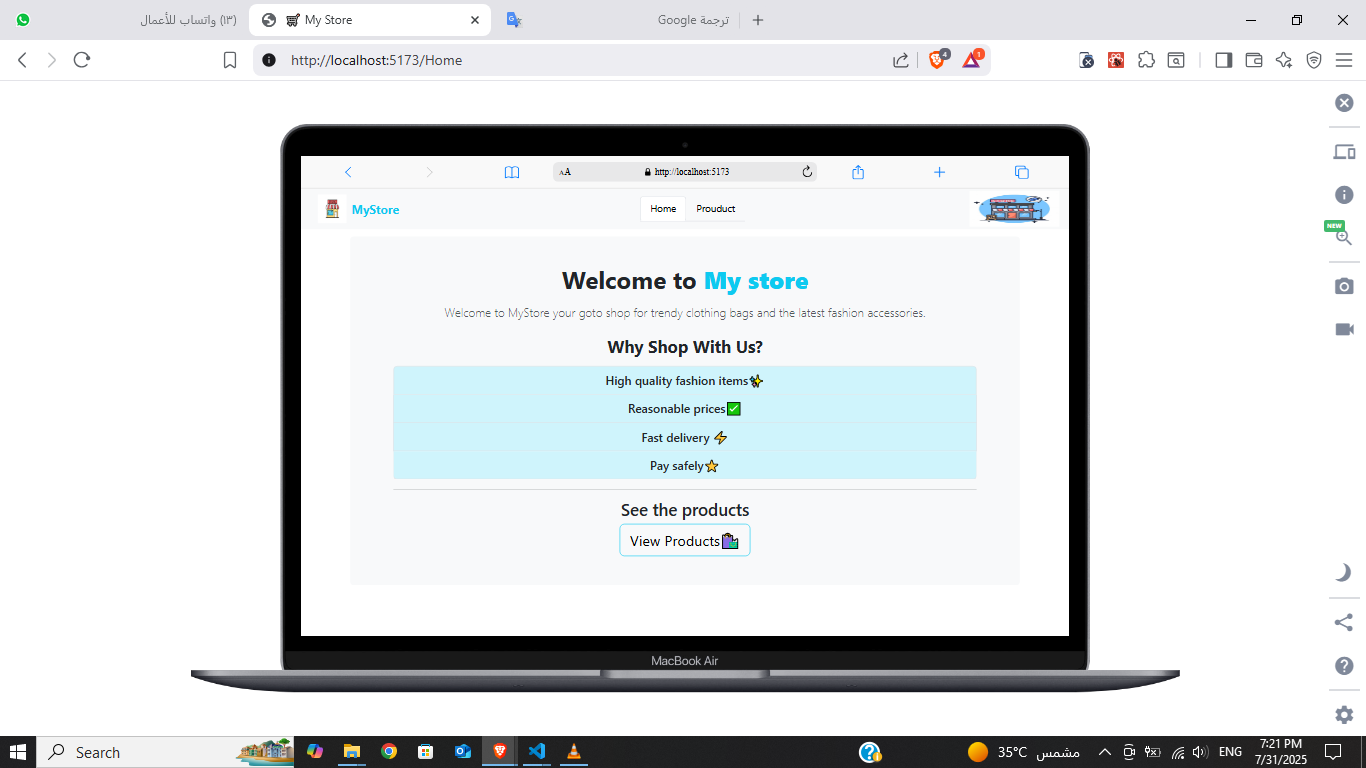 (١٣) واتساب للأعمال
My Store
ترجمة Google
http://localhost:5173/Home
4
1
AA
http://localhost:5173
MyStore
Home
Prouduct
Welcome to My store
Welcome to MyStore your goto shop for trendy clothing bags and the latest fashion accessories.
Why Shop With Us?
High quality fashion items✨
Reasonable prices✅
Fast delivery ⚡
Pay safely⭐
See the products
View Products🛍️
MacBook Air
NEW
Search
35°C مشمس
ENG
7:21 PM
7/31/2025